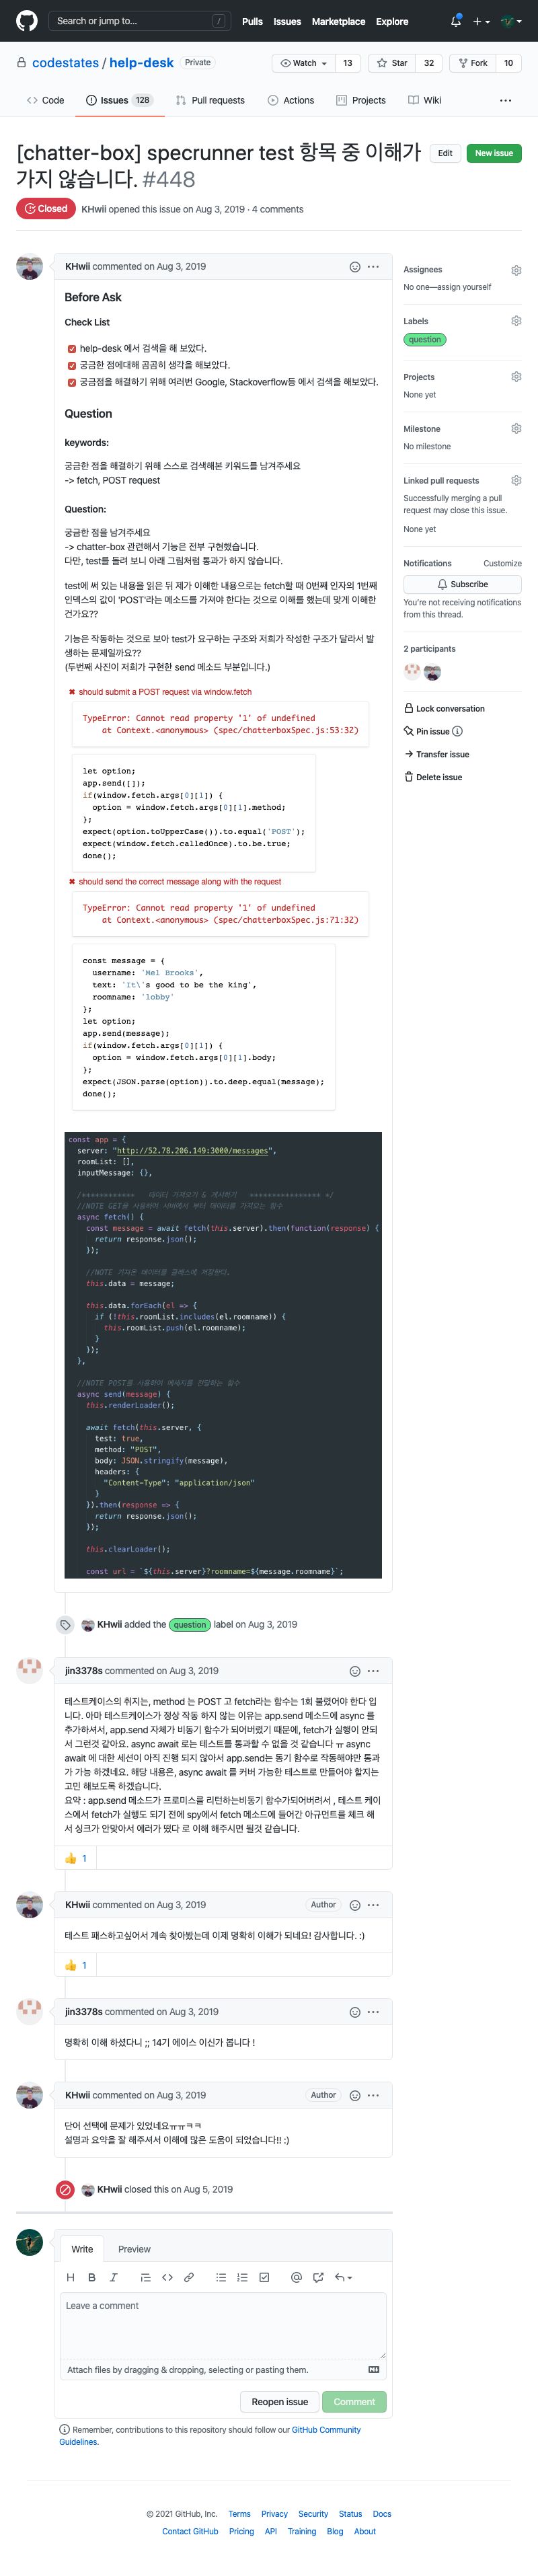 Search or jump to...
/
Pulls Issues Marketplace Explore
codestates / help-desk Private
Watch 13 Star 32 Fork 10
Code Issues 128 Pull requests Actions Projects Wiki
[chatter-box] specrunner test 항목 중 이해가
가지 않습니다. #448
Edit New issue
Closed KHwii opened this issue on Aug 3, 2019 · 4 comments
KHwii commented on Aug 3, 2019
Before Ask
Check List
help-desk 에서 검색을 해 보았다.
궁금한 점에대해 곰곰히 생각을 해보았다.
궁금점을 해결하기 위해 여러번 Google, Stackoverflow등 에서 검색을 해보았다.
Question
keywords:
궁금한 점을 해결하기 위해 스스로 검색해본 키워드를 남겨주세요
-> fetch, POST request
Question:
궁금한 점을 남겨주세요
-> chatter-box 관련해서 기능은 전부 구현했습니다.
다만, test를 돌려 보니 아래 그림처럼 통과가 하지 않습니다.
test에 써 있는 내용을 읽은 뒤 제가 이해한 내용으로는 fetch할 때 0번째 인자의 1번째
인덱스의 값이 'POST'라는 메소드를 가져야 한다는 것으로 이해를 했는데 맞게 이해한
건가요??
기능은 작동하는 것으로 보아 test가 요구하는 구조와 저희가 작성한 구조가 달라서 발
생하는 문제일까요??
(두번째 사진이 저희가 구현한 send 메소드 부분입니다.)
✖ should submit a POST request via window.fetch
TypeError: Cannot read property '1' of undefined
at Context.<anonymous> (spec/chatterboxSpec.js:53:32)
let option;
app.send([]);
if(window.fetch.args[0][1]) {
option = window.fetch.args[0][1].method;
};
expect(option.toUpperCase()).to.equal('POST');
expect(window.fetch.calledOnce).to.be.true;
done();
✖ should send the correct message along with the request
TypeError: Cannot read property '1' of undefined
at Context.<anonymous> (spec/chatterboxSpec.js:71:32)
const message = {
username: 'Mel Brooks',
text: 'It\'s good to be the king',
roomname: 'lobby'
};
let option;
app.send(message);
if(window.fetch.args[0][1]) {
option = window.fetch.args[0][1].body;
};
expect(JSON.parse(option)).to.deep.equal(message);
done();
const app = {
server: "http://52.78.206.149:3000/messages",
roomList: [],
inputMessage: {},
/************ 데이터 가져오기 & 게시하기 **************** */
//NOTE GET을 사용하여 서버에서 부터 데이터를 가져오는 함수
async fetch() {
const message = await fetch(this.server).then(function(response) {
return response.json();
});
//NOTE 가져온 데이터를 클래스에 저장한다.
this.data = message;
this.data.forEach(el => {
if (!this.roomList.includes(el.roomname)) {
this.roomList.push(el.roomname);
}
});
},
//NOTE POST를 사용하여 메세지를 전달하는 함수
async send(message) {
this.renderLoader();
await fetch(this.server, {
test: true,
method: "POST",
body: JSON.stringify(message),
headers: {
"Content-Type": "application/json"
}
}).then(response => {
return response.json();
});
this.clearLoader();
const url = `${this.server}?roomname=${message.roomname}`;
KHwii added the question label on Aug 3, 2019
jin3378s commented on Aug 3, 2019
테스트케이스의 취지는, method 는 POST 고 fetch라는 함수는 1회 불렸어야 한다 입
니다. 아마 테스트케이스가 정상 작동 하지 않는 이유는 app.send 메소드에 async 를
추가하셔서, app.send 자체가 비동기 함수가 되어버렸기 때문에, fetch가 실행이 안되
서 그런것 같아요. async await 로는 테스트를 통과할 수 없을 것 같습니다 ㅠ async
await 에 대한 세션이 아직 진행 되지 않아서 app.send는 동기 함수로 작동해야만 통과
가 가능 하겠네요. 해당 내용은, async await 를 커버 가능한 테스트로 만들어야 할지는
고민 해보도록 하겠습니다.
요약 : app.send 메소드가 프로미스를 리턴하는비동기 함수가되어버려서 , 테스트 케이
스에서 fetch가 실행도 되기 전에 spy에서 fetch 메소드에 들어간 아규먼트를 체크 해
서 싱크가 안맞아서 에러가 떴다 로 이해 해주시면 될것 같습니다.
👍 1
KHwii commented on Aug 3, 2019 Author
테스트 패스하고싶어서 계속 찾아봤는데 이제 명확히 이해가 되네요! 감사합니다. :)
👍 1
jin3378s commented on Aug 3, 2019
명확히 이해 하셨다니 ;; 14기 에이스 이신가 봅니다 !
KHwii commented on Aug 3, 2019 Author
단어 선택에 문제가 있었네요ㅠㅠㅋㅋ
설명과 요약을 잘 해주셔서 이해에 많은 도움이 되었습니다!! :)
KHwii closed this on Aug 5, 2019
Write Preview
Leave a comment
Attach files by dragging & dropping, selecting or pasting them.
Reopen issue Comment
Remember, contributions to this repository should follow our GitHub Community
Guidelines.
Assignees
No one—assign yourself
Labels
question
Projects
None yet
Milestone
No milestone
Linked pull requests
Successfully merging a pull
request may close this issue.
None yet
Notifications Customize
Subscribe
You're not receiving notifications
from this thread.
2 participants
Lock conversation
Pin issue
Transfer issue
Delete issue
© 2021 GitHub, Inc. Terms Privacy Security Status Docs
Contact GitHub Pricing API Training Blog About